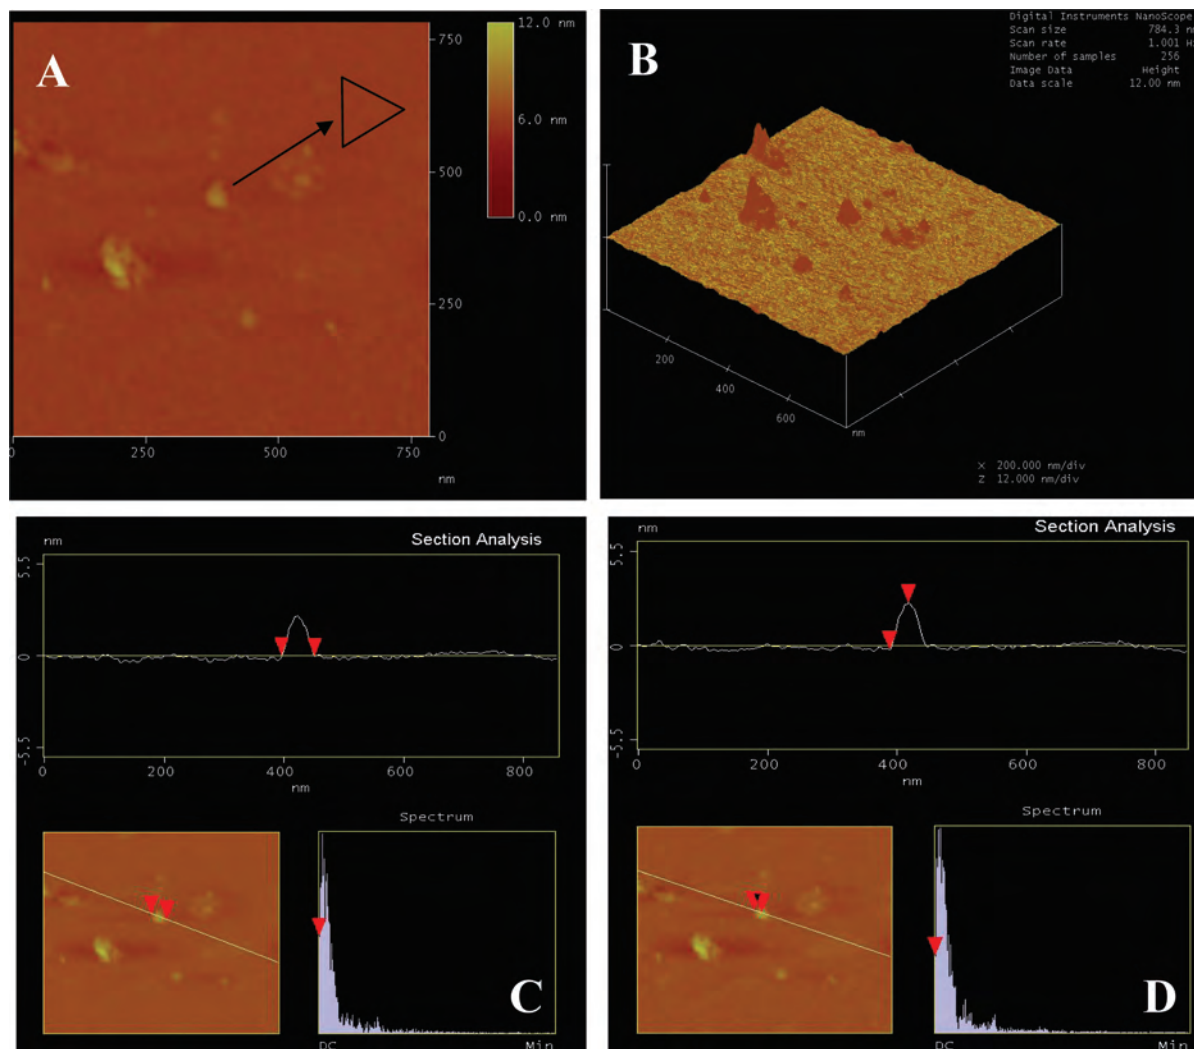 A
12.0 nm
6.0 nm
0.0 nm
750
500
250
0
0
250
500
750
nm
B
Digital Instruments NanoScope
Scan size 784.3 n
Scan rate 1.001 H
Number of samples 256
Image Data Height
Data scale 12.00 nm
200
400
600
nm
X 200.000 nm/div
Z 12.000 nm/div
nm
Section Analysis
5.5
0
-5.5
0 200 400 600 800
nm
Spectrum
C
DC Min
nm
Section Analysis
5.5
0
-5.5
0 200 400 600 800
nm
Spectrum
D
DC Min